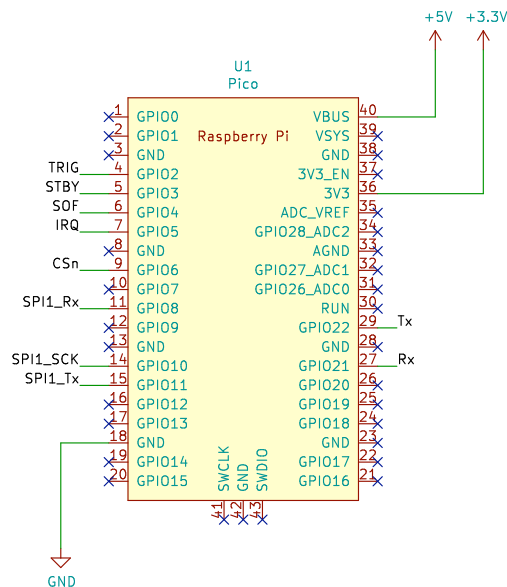 +5V +3.3V
U1
Pico
Raspberry Pi
1 GPIO0 VBUS 40
2 GPIO1 VSYS 39
3 GND GND 38
TRIG 4 GPIO2 3V3_EN 37
STBY 5 GPIO3 3V3 36
SOF 6 GPIO4 ADC_VREF 35
IRQ 7 GPIO5 GPIO28_ADC2 34
8 GND AGND 33
CSn 9 GPIO6 GPIO27_ADC1 32
10 GPIO7 GPIO26_ADC0 31
SPI1_Rx 11 GPIO8 RUN 30
12 GPIO9 GPIO22 29 Tx
13 GND GND 28
SPI1_SCK 14 GPIO10 GPIO21 27 Rx
SPI1_Tx 15 GPIO11 GPIO20 26
16 GPIO12 GPIO19 25
17 GPIO13 GPIO18 24
18 GND GND 23
19 GPIO14 GPIO17 22
20 GPIO15 GPIO16 21
SWCLK GND SWDIO
41 42 43
GND